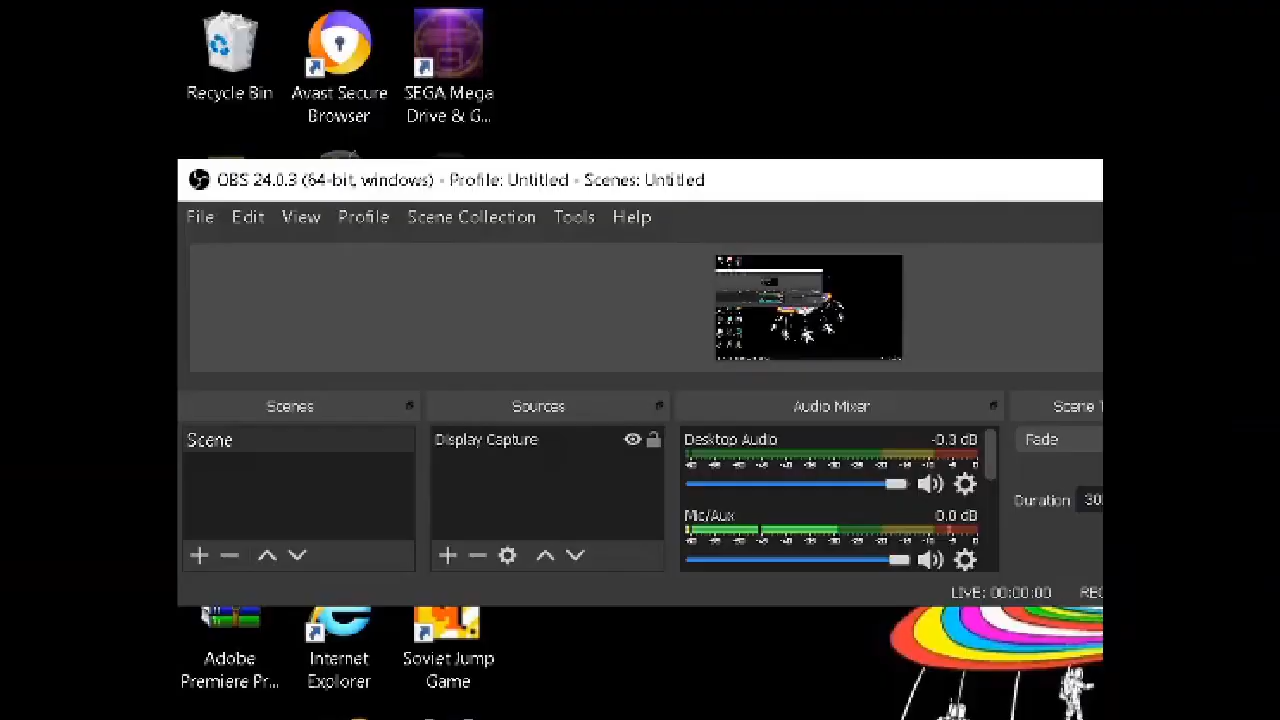 Recycle Bin
Avast Secure
Browser
SEGA Mega
Drive & G...
OBS 24.0.3 (64-bit, windows) - Profile: Untitled - Scenes: Untitled
File Edit View Profile Scene Collection Tools Help
Scenes
Sources
Audio Mixer
Scene
Scene
Display Capture
Desktop Audio -0.3 dB
Fade
Duration 30
Mic/Aux 0.0 dB
LIVE: 00:00:00 REC
Adobe
Premiere Pr...
Internet
Explorer
Soviet Jump
Game